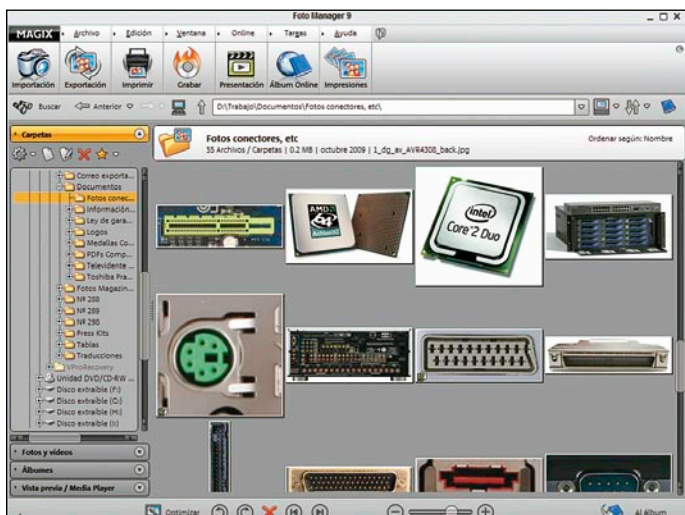 Foto Manager 9
MAGIX Archivo Edición Ventana Online Targas Ayuda
Importación Exportación Imprimir Grabar Presentación Álbum Online Impresiones
Buscar Anterior D:\Trabajo\Documentos\Fotos conectores, etc\
Carpetas
Fotos conectores, etc
55 Archivos / Carpetas | 0.2 MB | octubre 2009 | 1_dg_av_AVR4308_back.jpg
Ordenar según: Nombre
Correo exporta...
Documentos
Fotos conec...
Información...
Ley de gara...
Logos
Medallas Co...
PDFs Comp...
Televidente ...
Toshiba Pra...
Fotos Magazin...
Nº 288
Nº 289
Nº 298
Press Kits
Tablas
Traducciones
VProRecovery
Unidad DVD/CD-RW ...
Disco extraíble (F:)
Disco extraíble (G:)
Disco extraíble (H:)
Disco extraíble (I:)
AMD
64
Athlon
intel
Core 2 Duo
Fotos y vídeos
Álbumes
Vista previa / Media Player
Optimizar
Al álbum